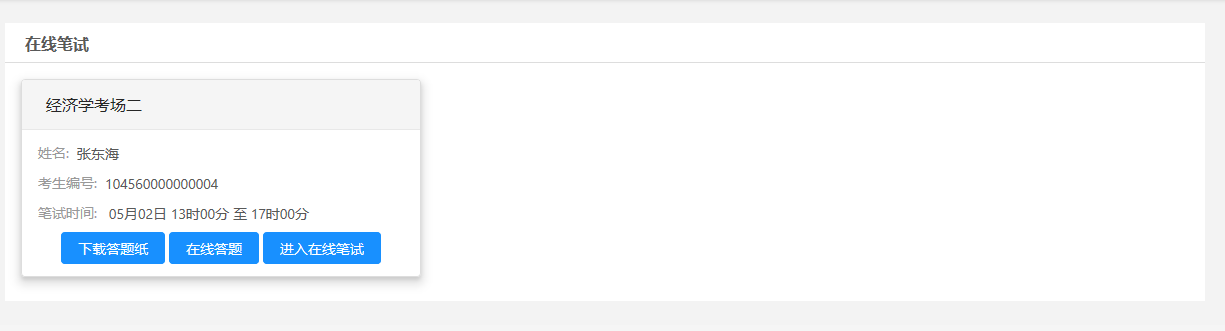 在线笔试
经济学考场二
姓名: 张东海
考生编号: 104560000000004
笔试时间: 05月02日 13时00分 至 17时00分
下载答题纸 在线答题 进入在线笔试